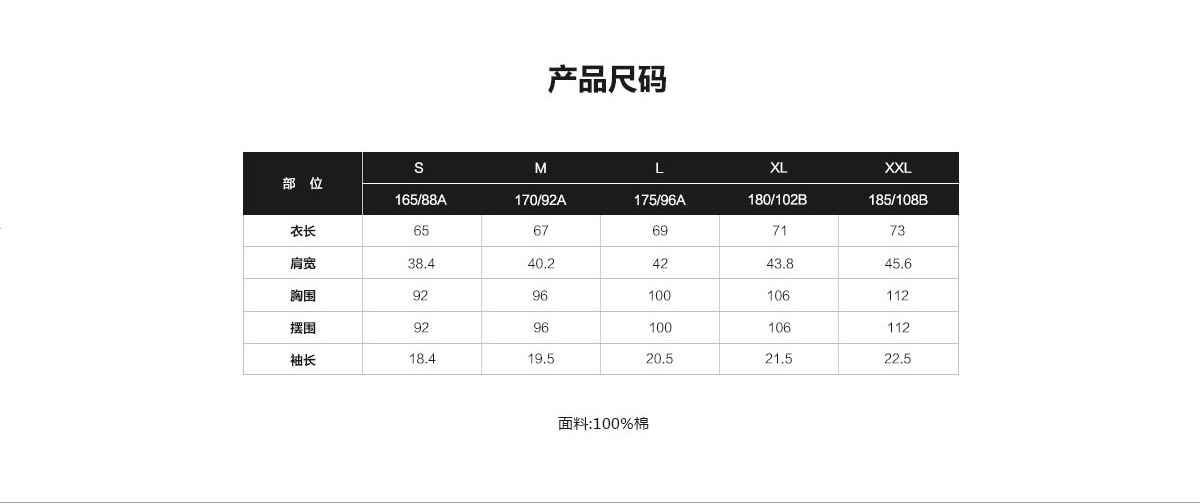 产品尺码
部 位 S M L XL XXL
165/88A 170/92A 175/96A 180/102B 185/108B
衣长 65 67 69 71 73
肩宽 38.4 40.2 42 43.8 45.6
胸围 92 96 100 106 112
摆围 92 96 100 106 112
袖长 18.4 19.5 20.5 21.5 22.5
面料:100%棉